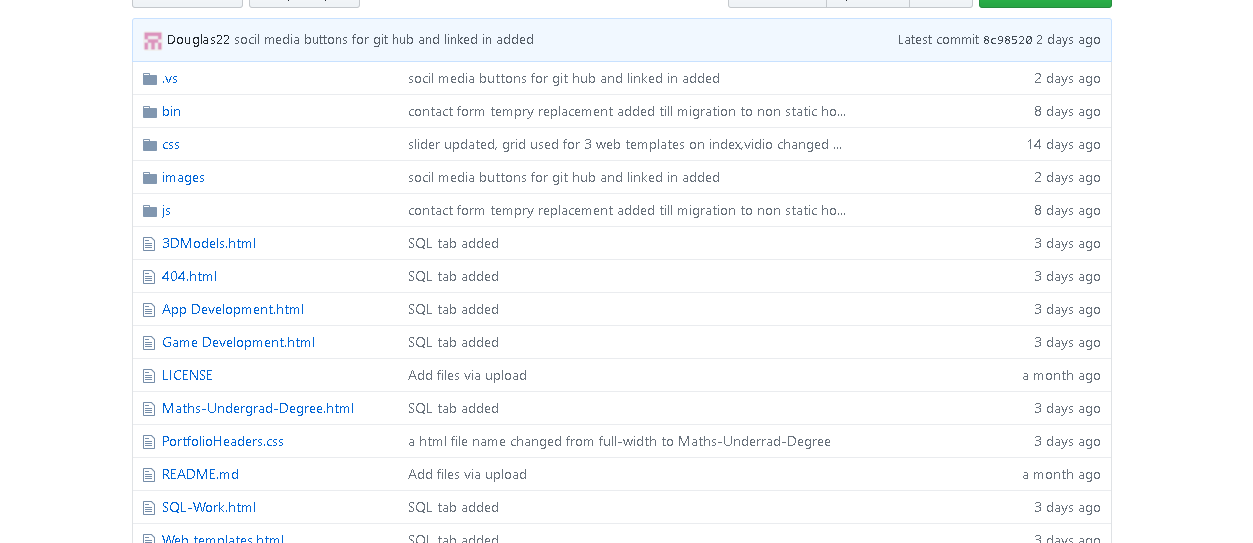 Douglas22 socil media buttons for git hub and linked in added Latest commit 8c98520 2 days ago
.vs socil media buttons for git hub and linked in added 2 days ago
bin contact form tempry replacement added till migration to non static ho... 8 days ago
css slider updated, grid used for 3 web templates on index,vidio changed ... 14 days ago
images socil media buttons for git hub and linked in added 2 days ago
js contact form tempry replacement added till migration to non static ho... 8 days ago
3DModels.html SQL tab added 3 days ago
404.html SQL tab added 3 days ago
App Development.html SQL tab added 3 days ago
Game Development.html SQL tab added 3 days ago
LICENSE Add files via upload a month ago
Maths-Undergrad-Degree.html SQL tab added 3 days ago
PortfolioHeaders.css a html file name changed from full-width to Maths-Underrad-Degree 3 days ago
README.md Add files via upload a month ago
SQL-Work.html SQL tab added 3 days ago
Web templates.html SQL tab added 3 days ago